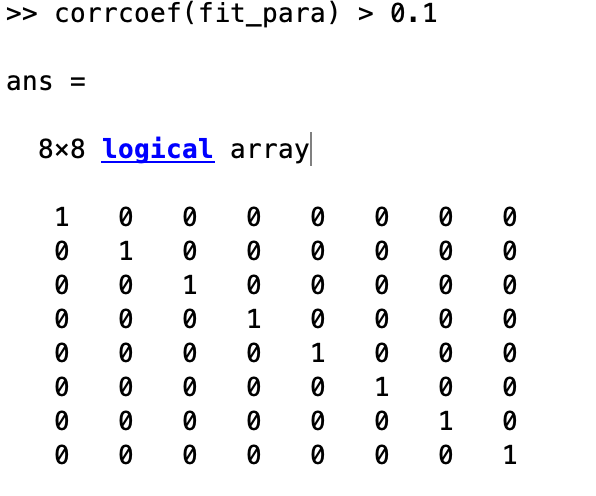 >> corrcoef(fit_para) > 0.1
ans =
8×8 logical array
1 0 0 0 0 0 0 0
0 1 0 0 0 0 0 0
0 0 1 0 0 0 0 0
0 0 0 1 0 0 0 0
0 0 0 0 1 0 0 0
0 0 0 0 0 1 0 0
0 0 0 0 0 0 1 0
0 0 0 0 0 0 0 1